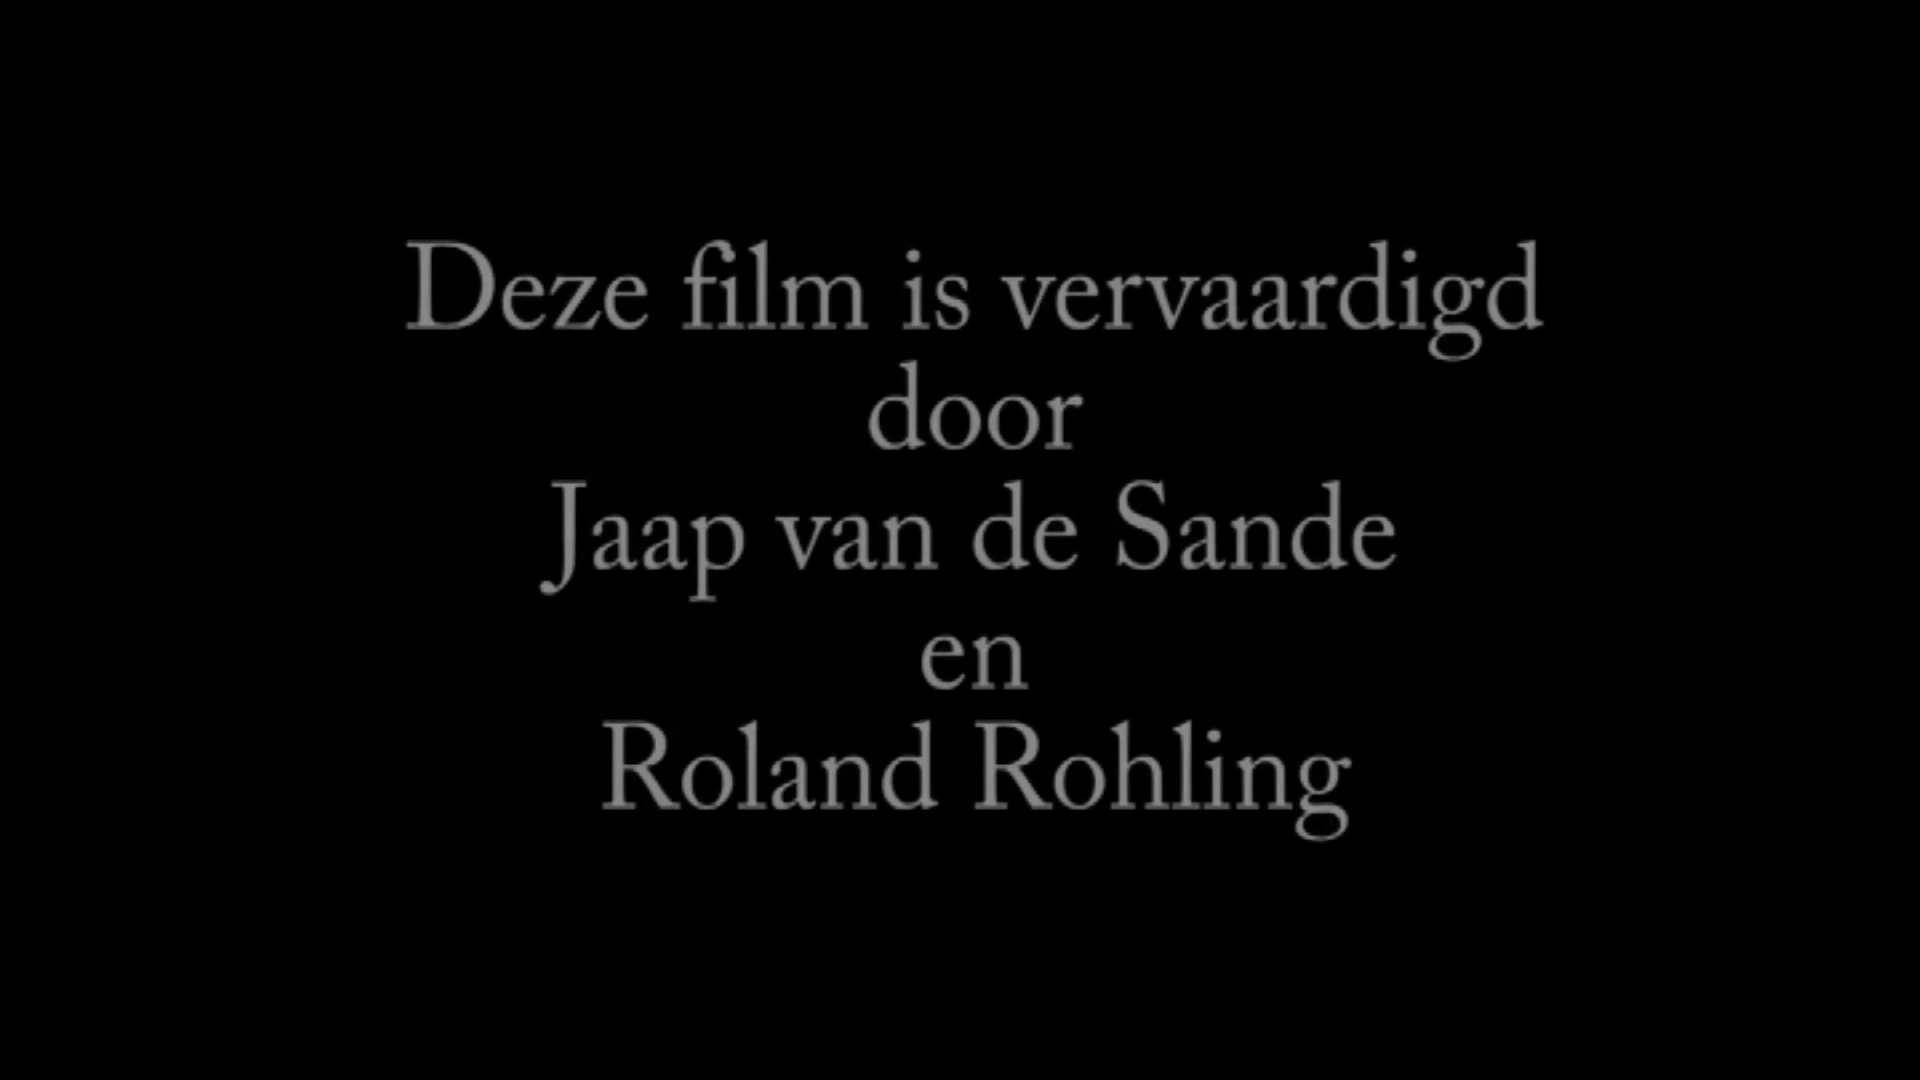 Deze film is vervaardigd
door
Jaap van de Sande
en
Roland Rohling